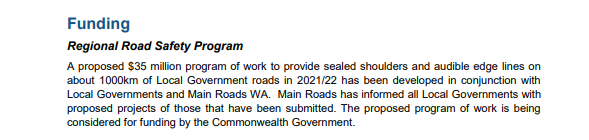 Funding
Regional Road Safety Program
A proposed $35 million program of work to provide sealed shoulders and audible edge lines on
about 1000km of Local Government roads in 2021/22 has been developed in conjunction with
Local Governments and Main Roads WA.  Main Roads has informed all Local Governments with
proposed projects of those that have been submitted. The proposed program of work is being
considered for funding by the Commonwealth Government.